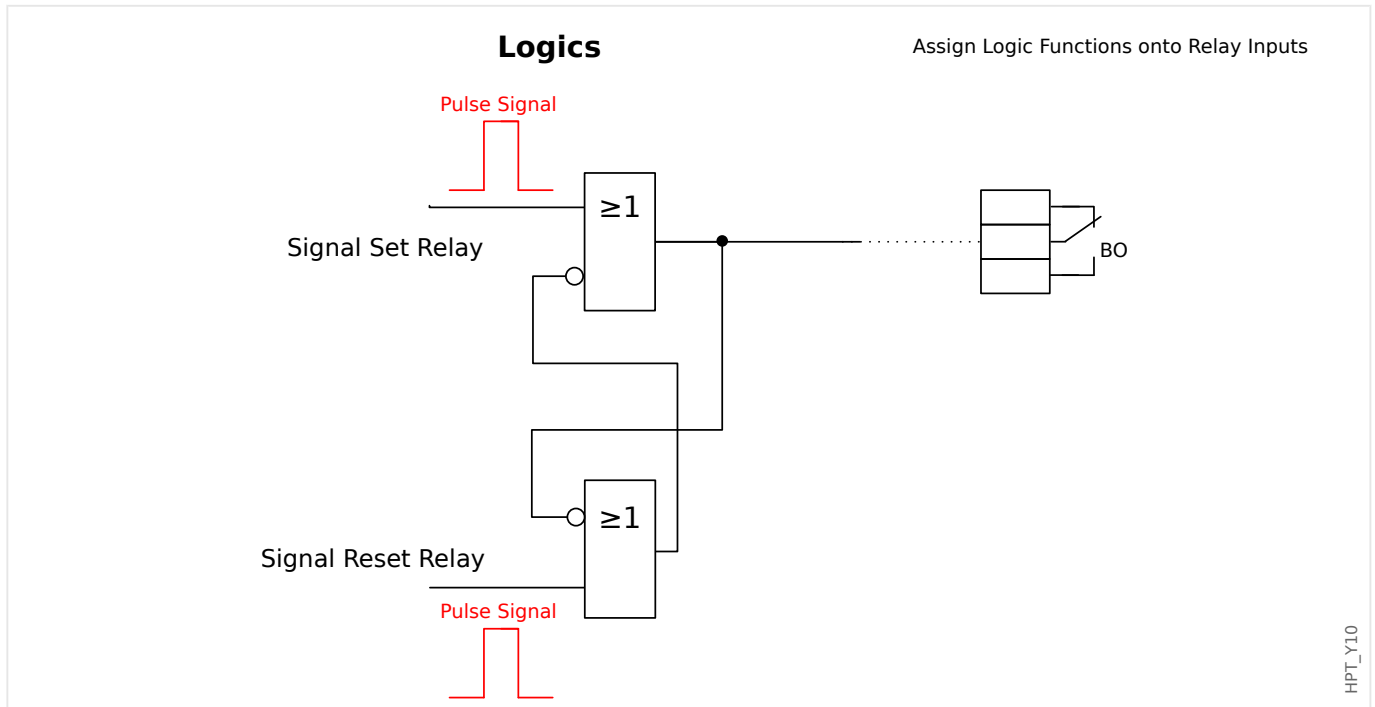 Logics
Assign Logic Functions onto Relay Inputs
Pulse Signal
≥1
Signal Set Relay
BO
≥1
Signal Reset Relay
Pulse Signal
HPT_Y10